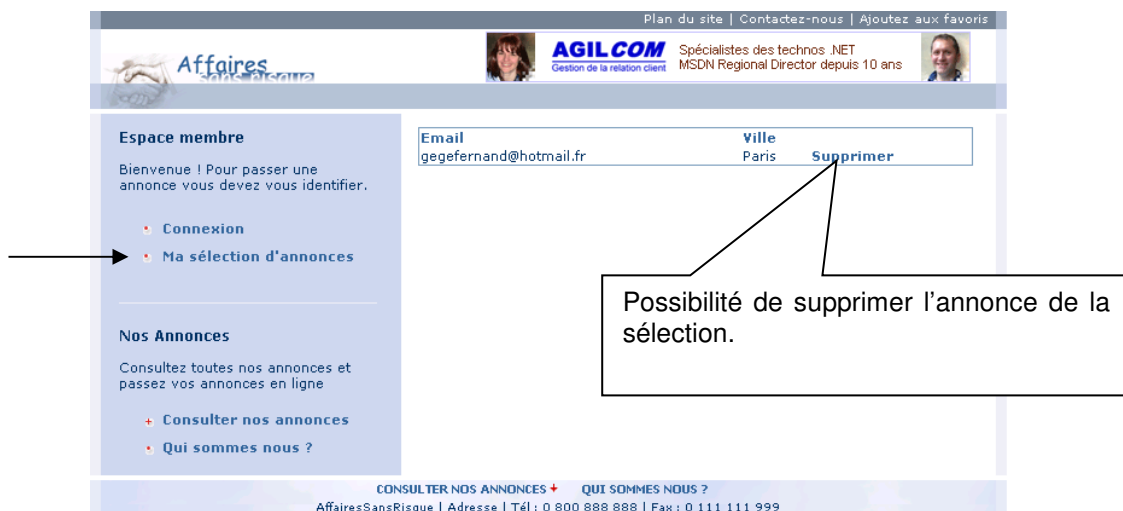 Plan du site | Contactez-nous | Ajoutez aux favoris
Affaires
sans risque
AGILCOM
Gestion de la relation client
Spécialistes des technos .NET
MSDN Regional Director depuis 10 ans
Espace membre
Bienvenue ! Pour passer une
annonce vous devez vous identifier.
Connexion
Ma sélection d'annonces
Nos Annonces
Consultez toutes nos annonces et
passez vos annonces en ligne
Consulter nos annonces
Qui sommes nous ?
Email Ville
gegefernand@hotmail.fr Paris Supprimer
Possibilité de supprimer l’annonce de la
sélection.
CONSULTER NOS ANNONCES QUI SOMMES NOUS ?
AffairesSansRisque | Adresse | Tél : 0 800 888 888 | Fax : 0 111 111 999